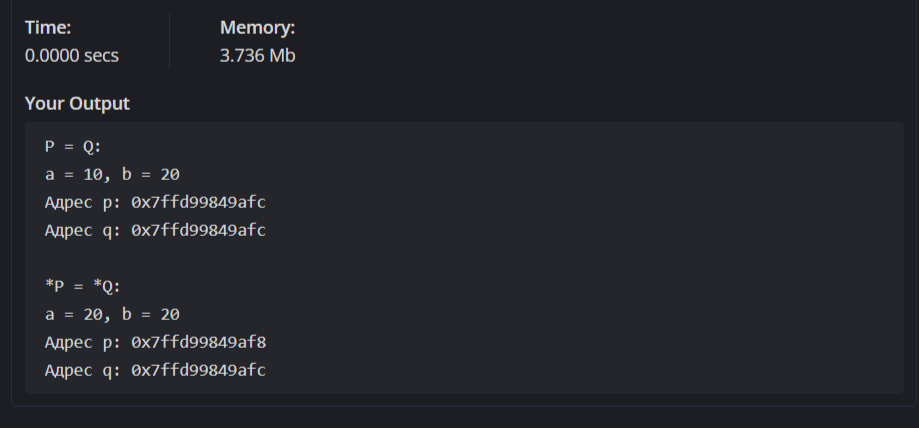 Time:
Memory:
0.0000 secs
3.736 Mb
Your Output
P = Q:
a = 10, b = 20
Адрес p: 0x7ffd99849afc
Адрес q: 0x7ffd99849afc
*P = *Q:
a = 20, b = 20
Адрес p: 0x7ffd99849af8
Адрес q: 0x7ffd99849afc